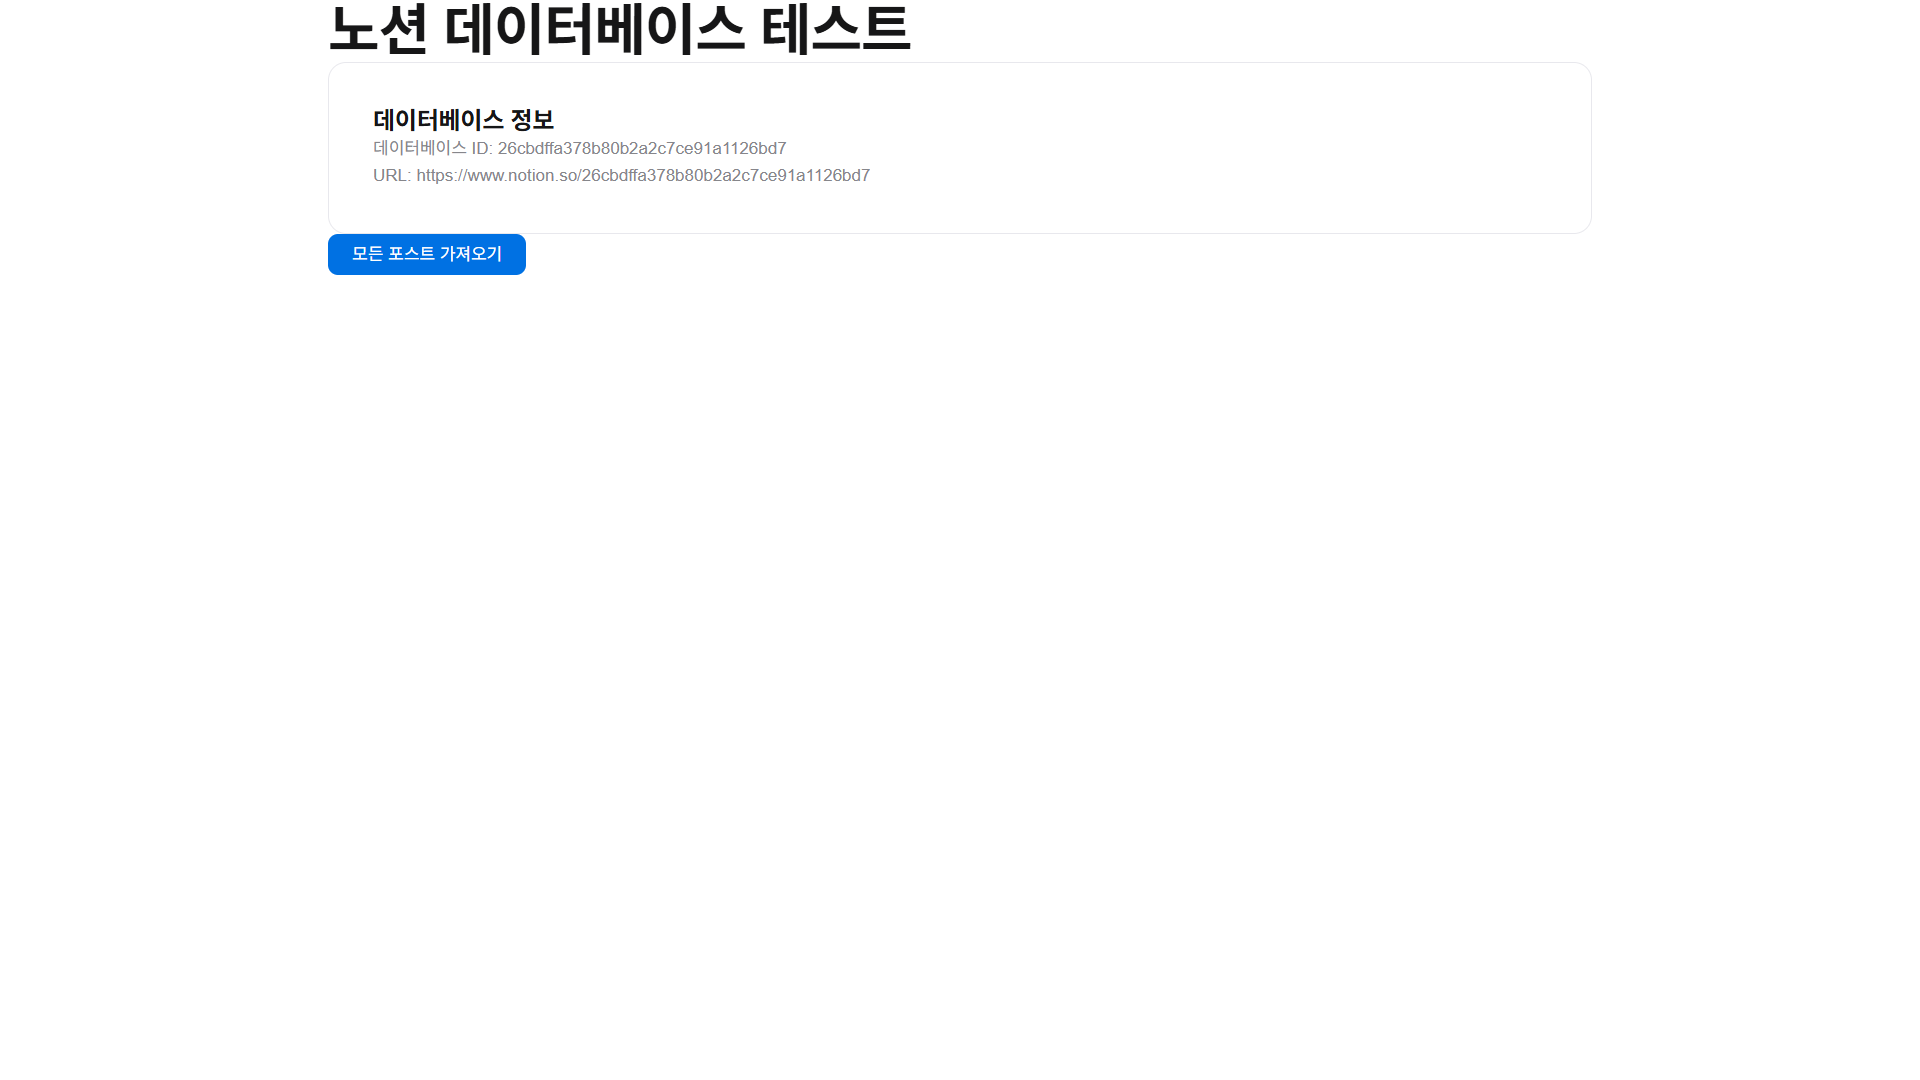 노션 데이터베이스 테스트
데이터베이스 정보
데이터베이스 ID: 26cbdffa378b80b2a2c7ce91a1126bd7
URL: https://www.notion.so/26cbdffa378b80b2a2c7ce91a1126bd7
모든 포스트 가져오기